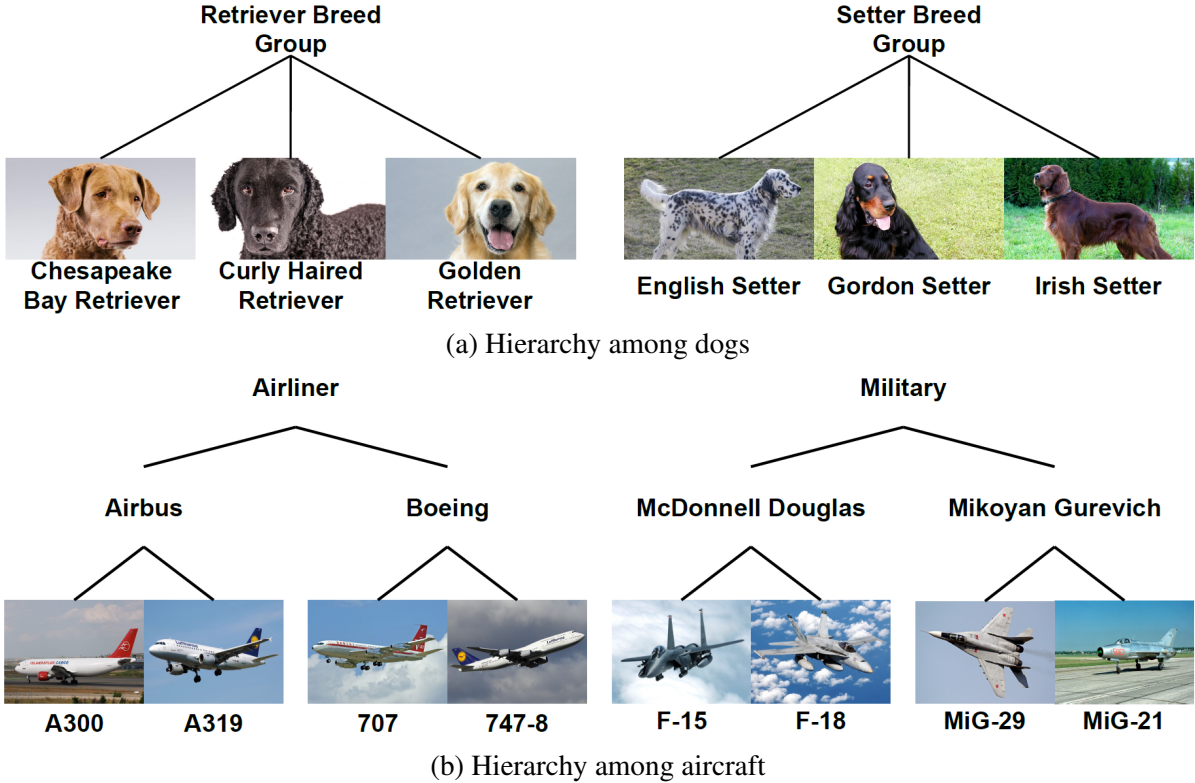 Retriever Breed
Group
Setter Breed
Group
Chesapeake
Bay Retriever
Curly Haired
Retriever
Golden
Retriever
English Setter
Gordon Setter
Irish Setter
(a) Hierarchy among dogs
Airliner
Military
Airbus
Boeing
McDonnell Douglas
Mikoyan Gurevich
A300
A319
707
747-8
F-15
F-18
MiG-29
MiG-21
(b) Hierarchy among aircraft